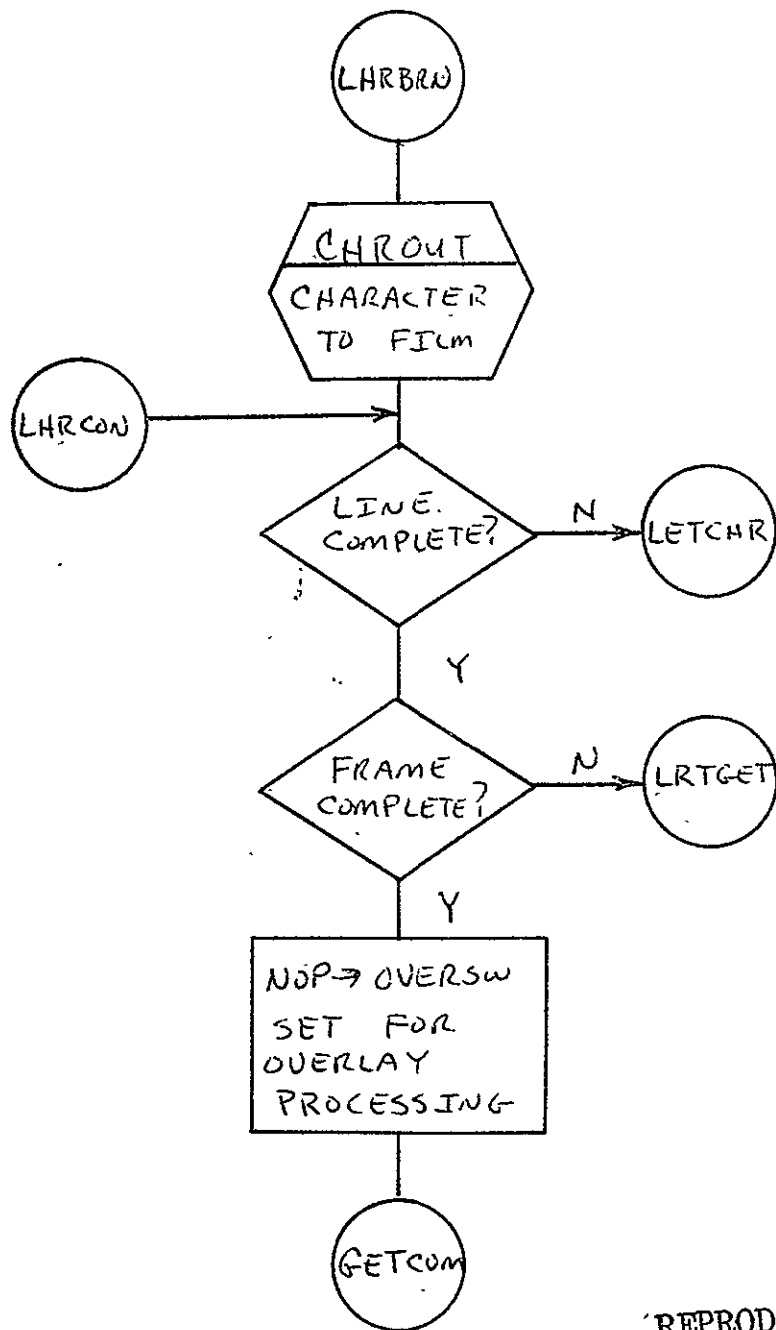 LHRBRN
CHROUT
CHARACTER
TO FILM
LHRCON
LINE.
COMPLETE?
N
LETCHR
Y
FRAME
COMPLETE?
N
LRTGET
Y
NOP→ OVERSW
SET FOR
OVERLAY
PROCESSING
GETCOM
REPROD